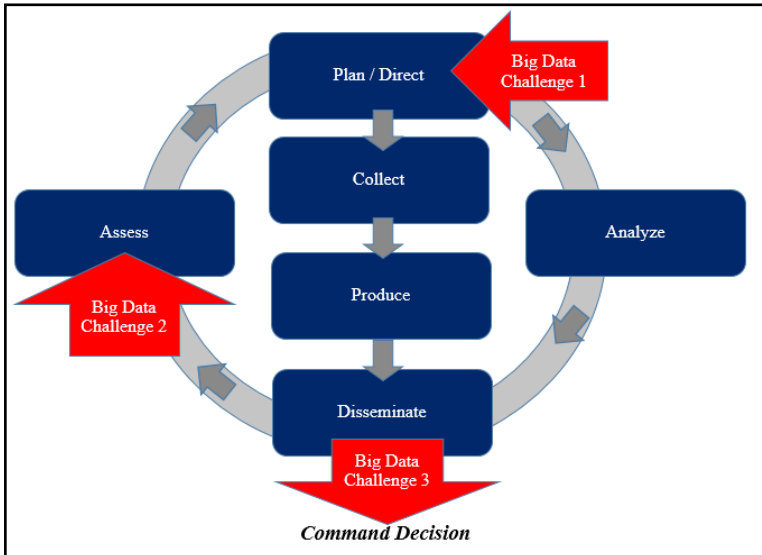 Plan / Direct
Big Data
Challenge 1
Collect
Assess
Analyze
Big Data
Challenge 2
Produce
Disseminate
Big Data
Challenge 3
Command Decision